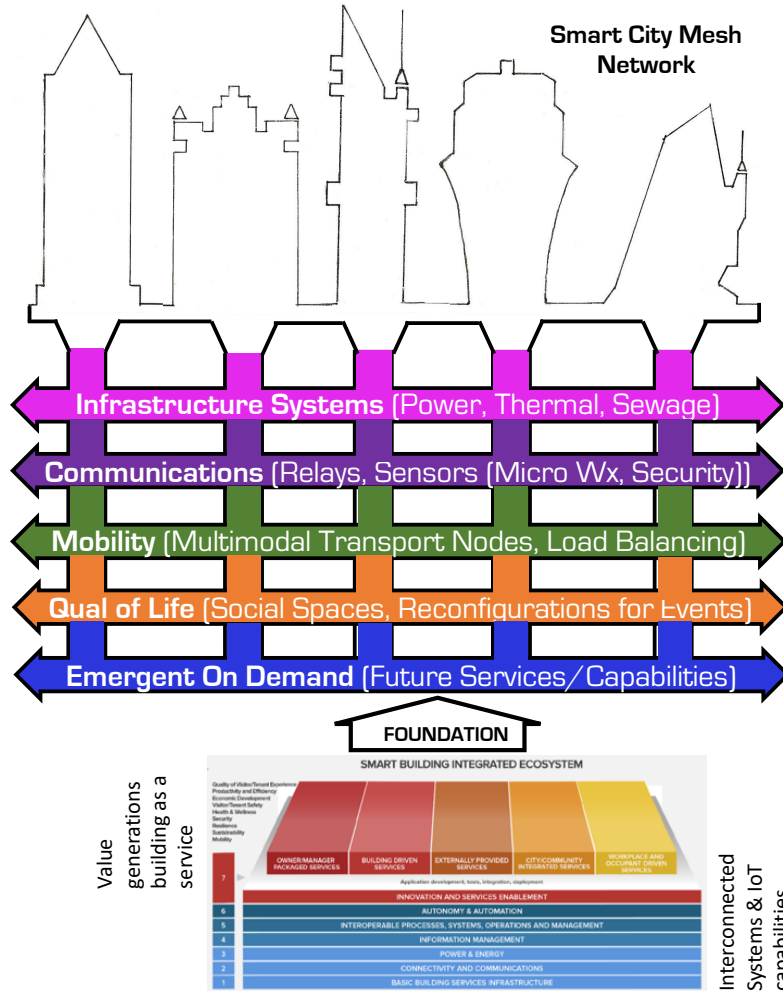 Smart City Mesh
Network
Infrastructure Systems (Power, Thermal, Sewage)
Communications (Relays, Sensors (Micro Wx, Security))
Mobility (Multimodal Transport Nodes, Load Balancing)
Qual of Life (Social Spaces, Reconfigurations for Events)
Emergent On Demand (Future Services/Capabilities)
FOUNDATION
Value
generations
building as a
service
SMART BUILDING INTEGRATED ECOSYSTEM
Quality of Visitor/Tenant Experience
Productivity and Efficiency
Economic Development
Visitor/Tenant Safety
Health & Wellness
Security
Resilience
Sustainability
Mobility
OWNER/MANAGER
PACKAGED SERVICES
BUILDING DRIVEN
SERVICES
EXTERNALLY PROVIDED
SERVICES
CITY/COMMUNITY
INTEGRATED SERVICES
WORKPLACE AND
OCCUPANT DRIVEN
SERVICES
Application development, tools, integration, deployment
7
INNOVATION AND SERVICES ENABLEMENT
6 AUTONOMY & AUTOMATION
5 INTEROPERABLE PROCESSES, SYSTEMS, OPERATIONS AND MANAGEMENT
4 INFORMATION MANAGEMENT
3 POWER & ENERGY
2 CONNECTIVITY AND COMMUNICATIONS
1 BASIC BUILDING SERVICES INFRASTRUCTURE
Interconnected
Systems & IoT
capabilities